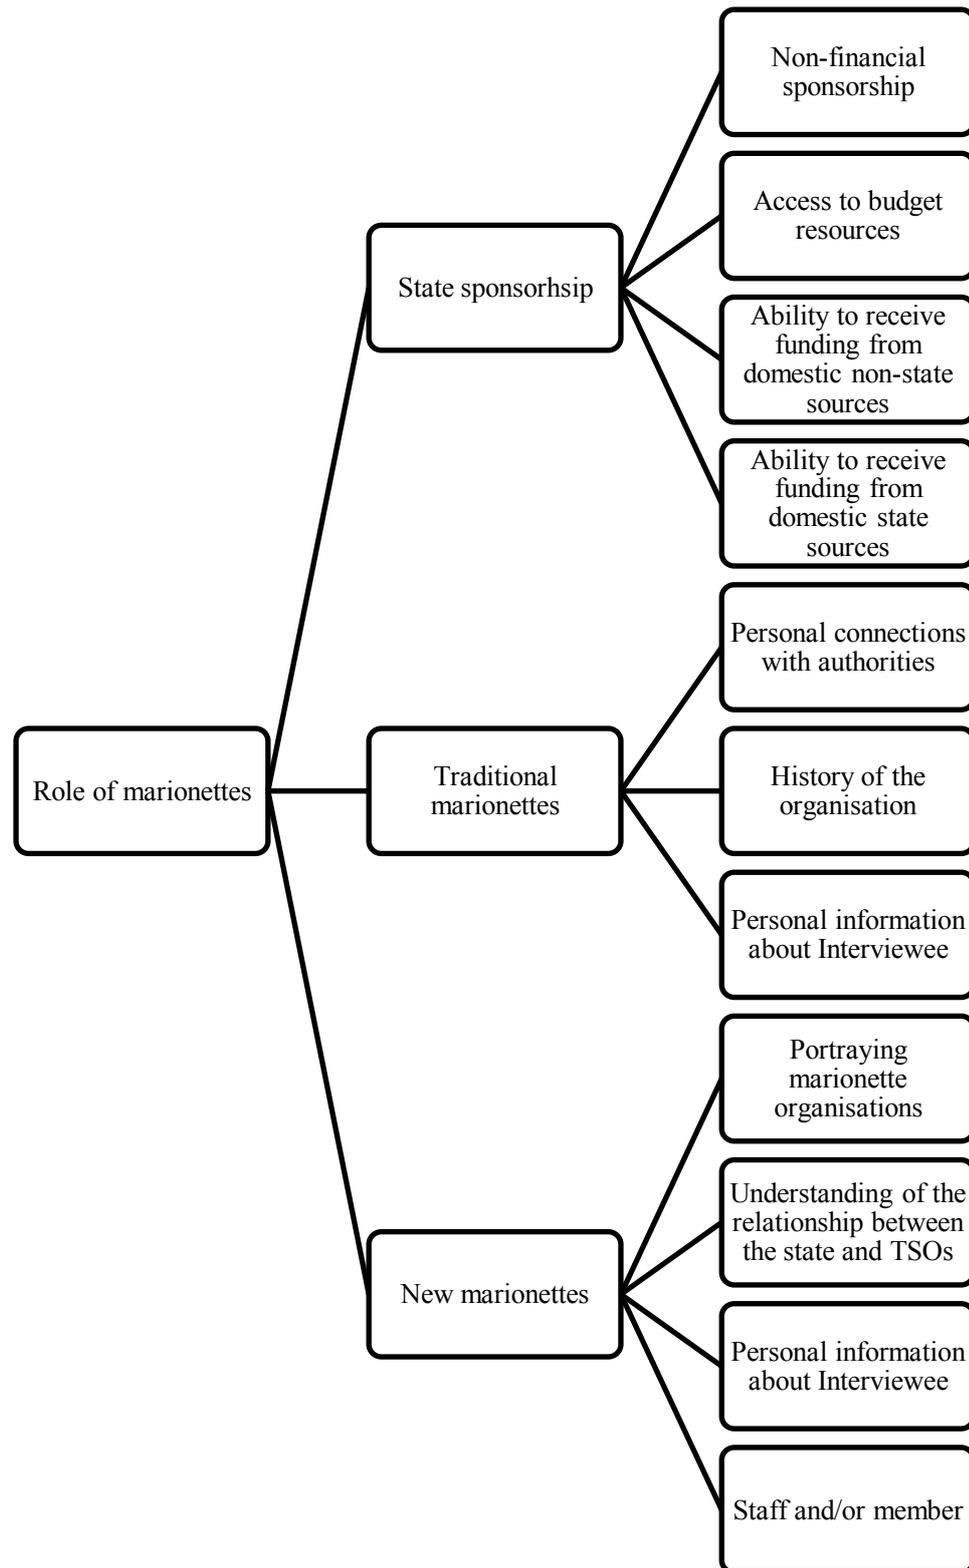 Role of marionettes
State sponsorhsip
Non-financial
sponsorship
Access to budget
resources
Ability to receive
funding from
domestic non-state
sources
Ability to receive
funding from
domestic state
sources
Traditional
marionettes
Personal connections
with authorities
History of the
organisation
Personal information
about Interviewee
New marionettes
Portraying
marionette
organisations
Understanding of the
relationship between
the state and TSOs
Personal information
about Interviewee
Staff and/or member